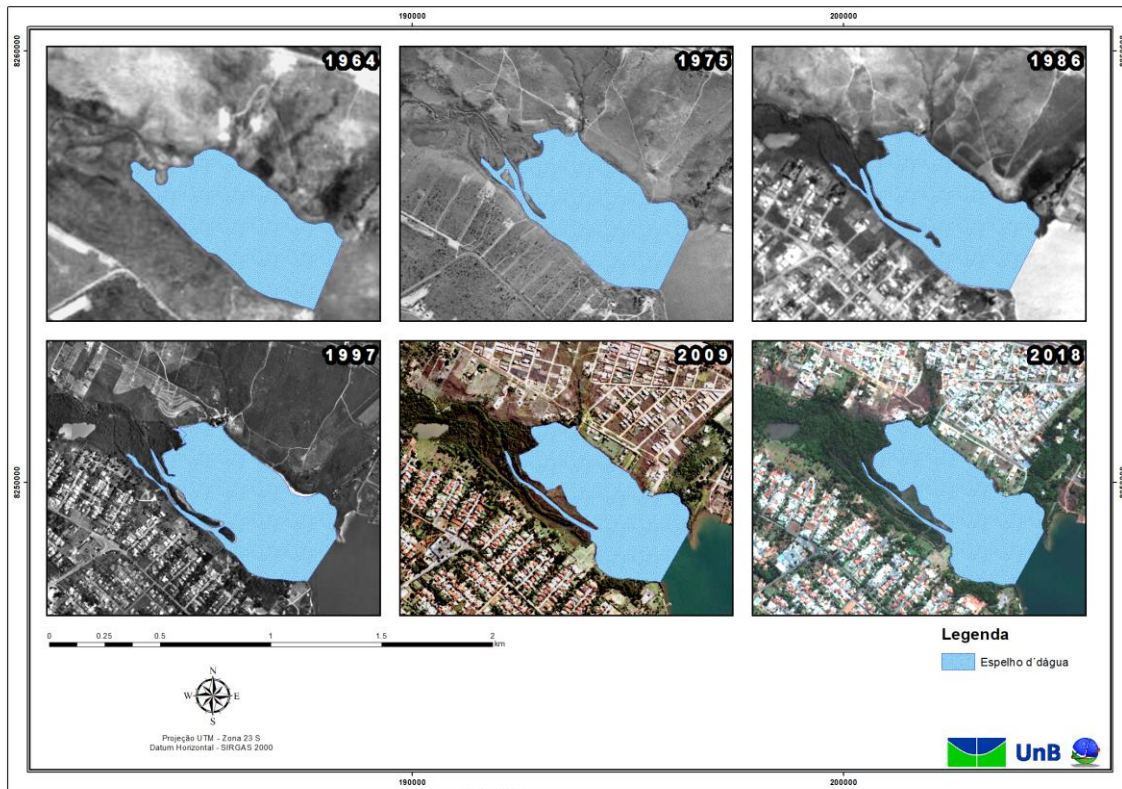 190000 200000
8260000
1964
1975
1986
1997
2009
2018
8250000
0 0.25 0.5 1 1.5 2
km
N
W E
S
Projeção UTM - Zona 23 S
Datum Horizontal - SIRGAS 2000
Legenda
Espelho d´dágua
UnB
190000 200000